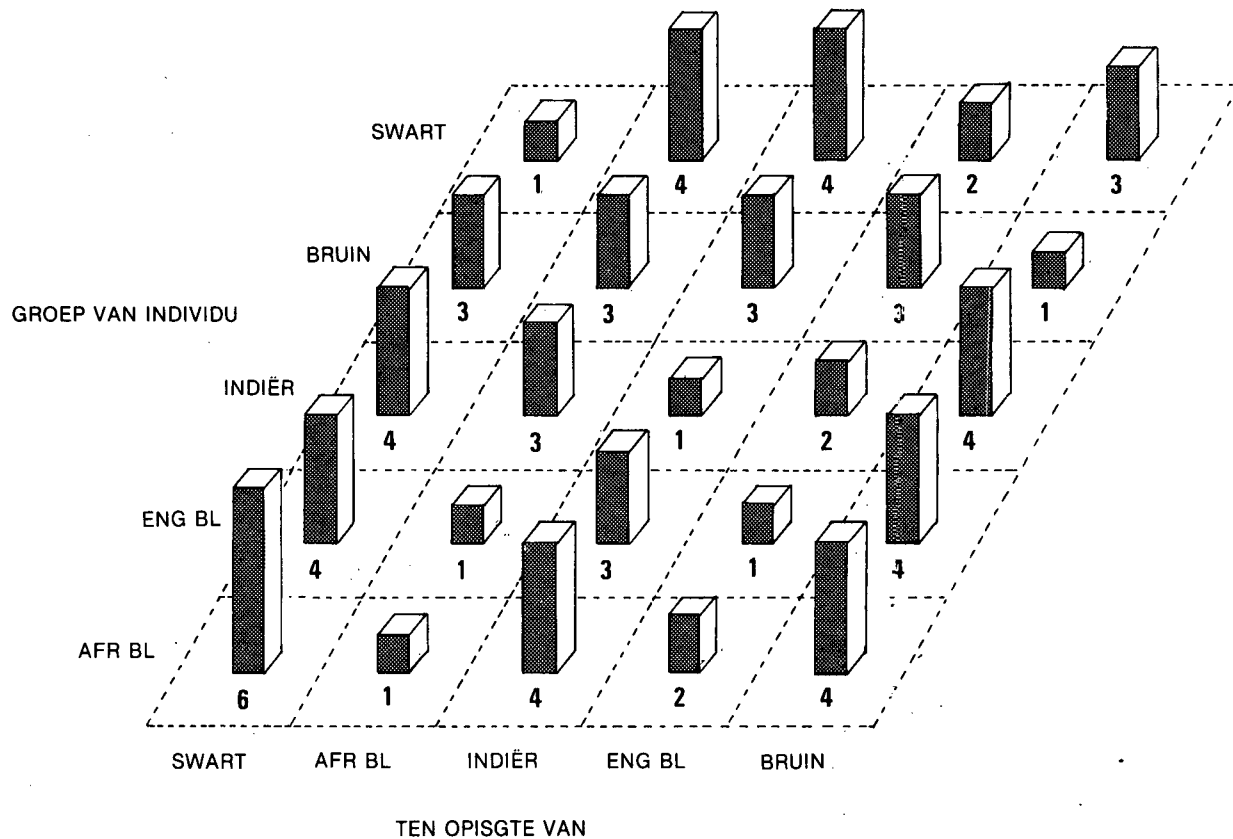 SWART
1 4 4 2 3
BRUIN
3 3 3 3 1
GROEP VAN INDIVIDU
INDIËR
4 3 1 2 4
ENG BL
4 1 3 1 4
AFR BL
6 1 4 2 4
SWART AFR BL INDIËR ENG BL BRUIN
TEN OPISGTE VAN